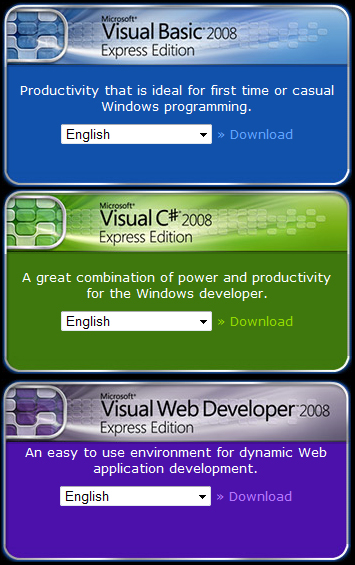 Microsoft®
Visual Basic® 2008
Express Edition
Productivity that is ideal for first time or casual
Windows programming.
English » Download
Microsoft®
Visual C#® 2008
Express Edition
A great combination of power and productivity
for the Windows developer.
English » Download
Microsoft®
Visual Web Developer™ 2008
Express Edition
An easy to use environment for dynamic Web
application development.
English » Download